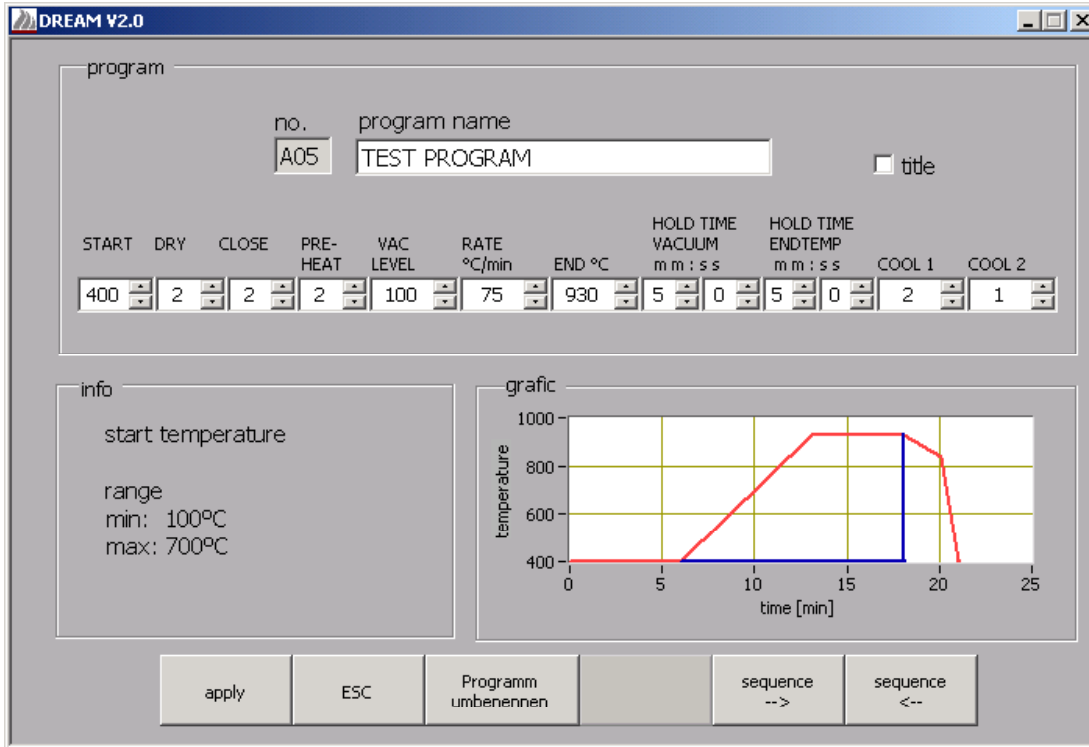 DREAM V2.0
program
no.
program name
A05
TEST PROGRAM
title
START
DRY
CLOSE
PRE-
HEAT
VAC
LEVEL
RATE
°C/min
END °C
HOLD TIME
VACUUM
m m : s s
HOLD TIME
ENDTEMP
m m : s s
COOL 1
COOL 2
400
2
2
2
100
75
930
5
0
5
0
2
1
info
start temperature
range
min: 100ºC
max: 700ºC
grafic
temperature
1000
800
600
400
0
5
10
15
20
25
time [min]
apply
ESC
Programm
umbenennen
sequence
-->
sequence
<--